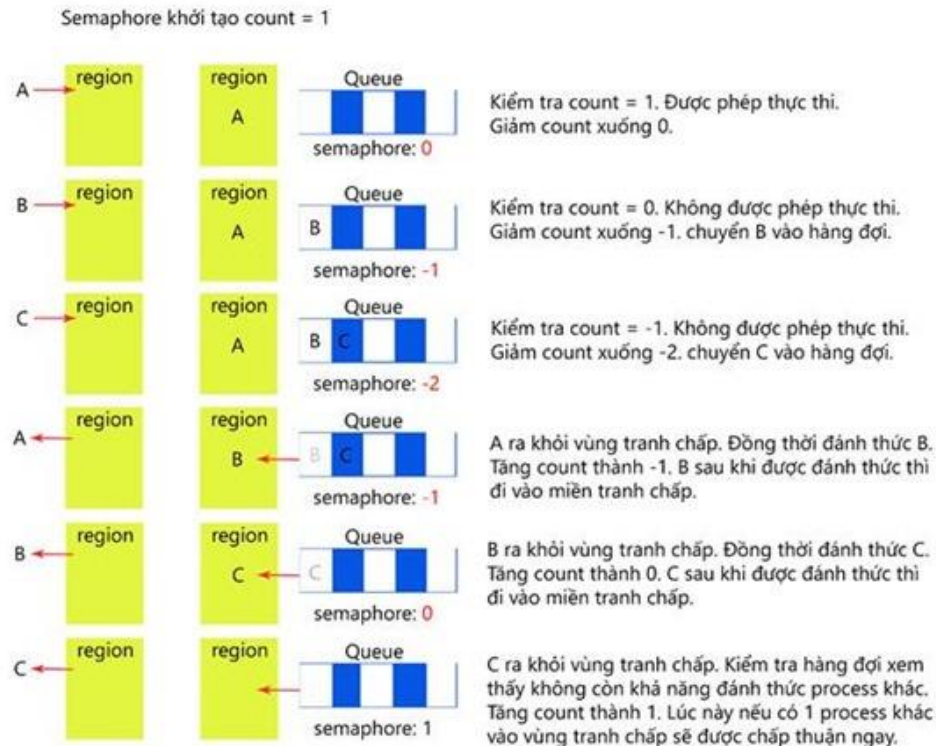 Semaphore khởi tạo count = 1
A
region
region
A
Queue
semaphore: 0
Kiểm tra count = 1. Được phép thực thi.
Giảm count xuống 0.
B
region
region
A
Queue
B
semaphore: -1
Kiểm tra count = 0. Không được phép thực thi.
Giảm count xuống -1. chuyển B vào hàng đợi.
C
region
region
A
Queue
B C
semaphore: -2
Kiểm tra count = -1. Không được phép thực thi.
Giảm count xuống -2. chuyển C vào hàng đợi.
A
region
region
B
Queue
B C
semaphore: -1
A ra khỏi vùng tranh chấp. Đồng thời đánh thức B.
Tăng count thành -1. B sau khi được đánh thức thì
đi vào miền tranh chấp.
B
region
region
C
Queue
C
semaphore: 0
B ra khỏi vùng tranh chấp. Đồng thời đánh thức C.
Tăng count thành 0. C sau khi được đánh thức thì
đi vào miền tranh chấp.
C
region
region
Queue
semaphore: 1
C ra khỏi vùng tranh chấp. Kiểm tra hàng đợi xem
thấy không còn khả năng đánh thức process khác.
Tăng count thành 1. Lúc này nếu có 1 process khác
vào vùng tranh chấp sẽ được chấp thuận ngay.